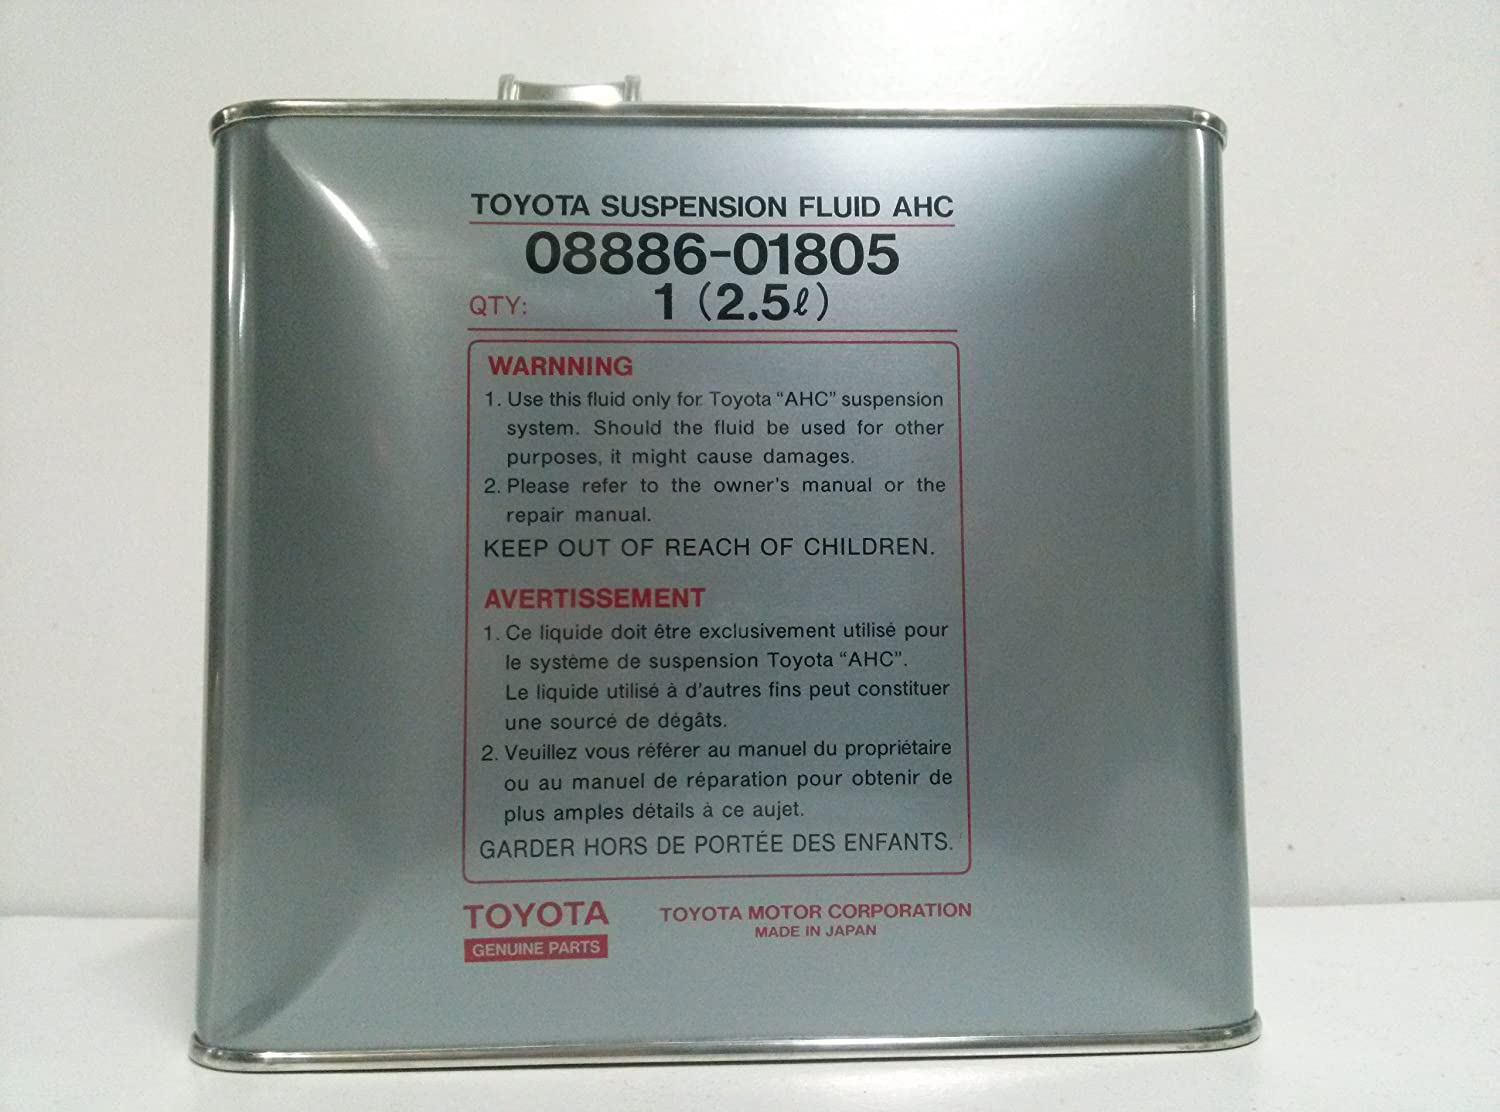 TOYOTA SUSPENSION FLUID AHC
08886-01805
QTY: 1 (2.5ℓ)
WARNNING
1. Use this fluid only for Toyota “AHC” suspension
system. Should the fluid be used for other
purposes, it might cause damages.
2. Please refer to the owner's manual or the
repair manual.
KEEP OUT OF REACH OF CHILDREN.
AVERTISSEMENT
1. Ce liquide doit être exclusivement utilisé pour
le système de suspension Toyota “AHC”.
Le liquide utilisé à d'autres fins peut constituer
une sourcé de dégâts.
2. Veuillez vous référer au manuel du propriétaire
ou au manuel de réparation pour obtenir de
plus amples détails à ce aujet.
GARDER HORS DE PORTÉE DES ENFANTS.
TOYOTA
GENUINE PARTS
TOYOTA MOTOR CORPORATION
MADE IN JAPAN